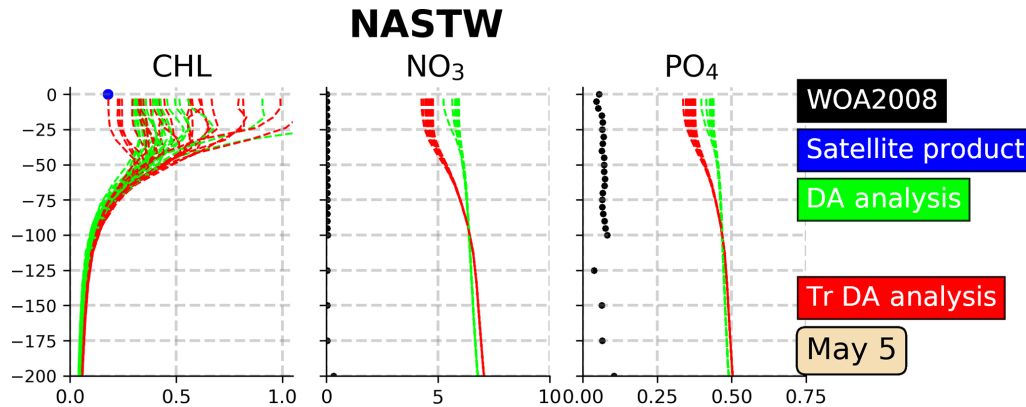 NASTW
CHL NO₃ PO₄
0
−25
−50
−75
−100
−125
−150
−175
−200
0.0 0.5 1.0
0 5 10
0.00 0.25 0.50 0.75
WOA2008
Satellite product
DA analysis
Tr DA analysis
May 5